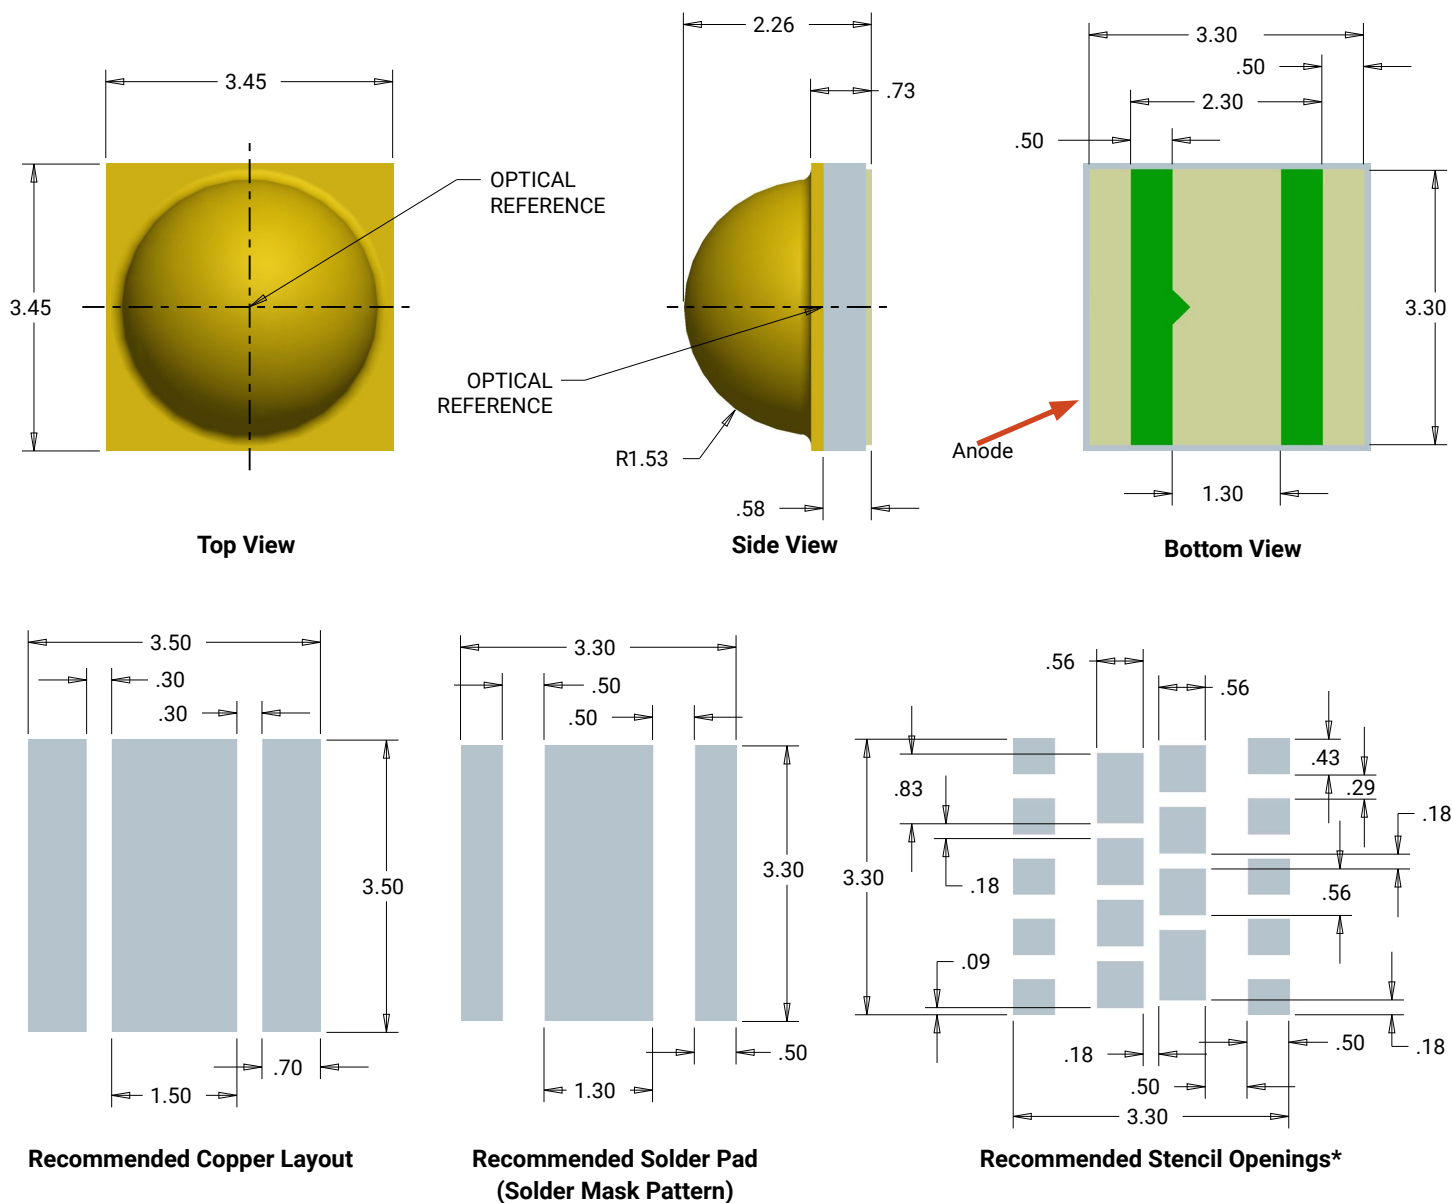 3.45
3.45
OPTICAL
REFERENCE
Top View
2.26
.73
OPTICAL
REFERENCE
R1.53
.58
Side View
3.30
.50
2.30
.50
3.30
Anode
1.30
Bottom View
3.50
.30
.30
3.50
.70
1.50
Recommended Copper Layout
3.30
.50
.50
3.30
.50
1.30
Recommended Solder Pad
(Solder Mask Pattern)
.56
.56
.43
.29
.83
.18
3.30
.18
.56
.09
.18
.50
.18
.50
3.30
Recommended Stencil Openings*